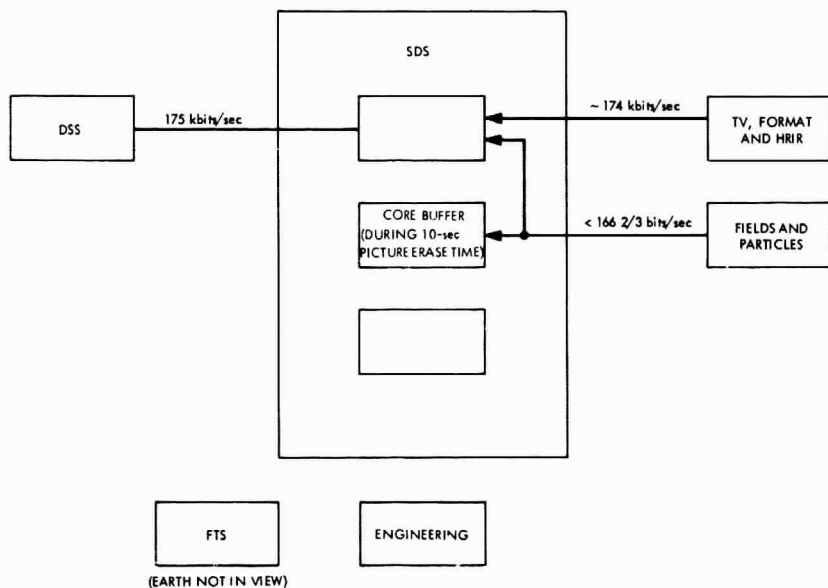 SDS
DSS
175 kbits/sec
~ 174 kbits/sec
TV, FORMAT
AND HRIR
CORE BUFFER
(DURING 10-sec
PICTURE ERASE TIME)
< 166 2/3 bits/sec
FIELDS AND
PARTICLES
FTS
(EARTH NOT IN VIEW)
ENGINEERING